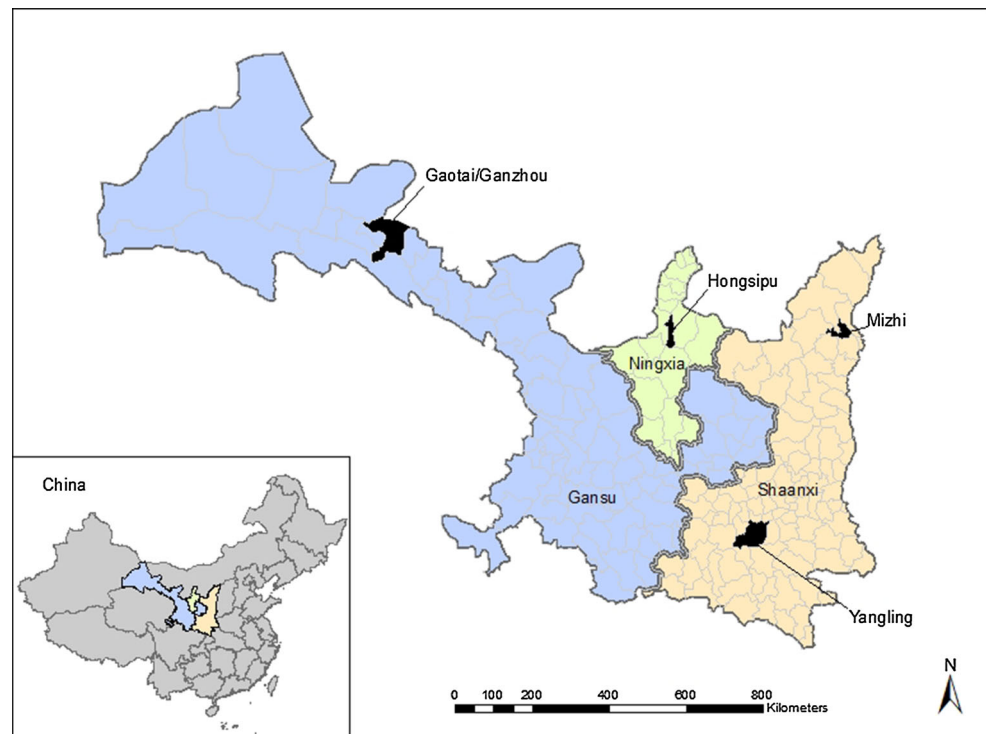 Gaotai/Ganzhou
Hongsipu
Mizhi
Ningxia
Gansu
Shaanxi
Yangling
China
N
0 100 200 400 600 800
Kilometers